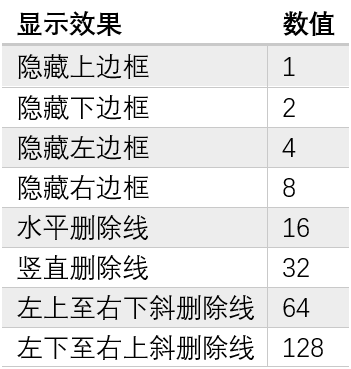 显示效果 数值
隐藏上边框 1
隐藏下边框 2
隐藏左边框 4
隐藏右边框 8
水平删除线 16
竖直删除线 32
左上至右下斜删除线 64
左下至右上斜删除线 128